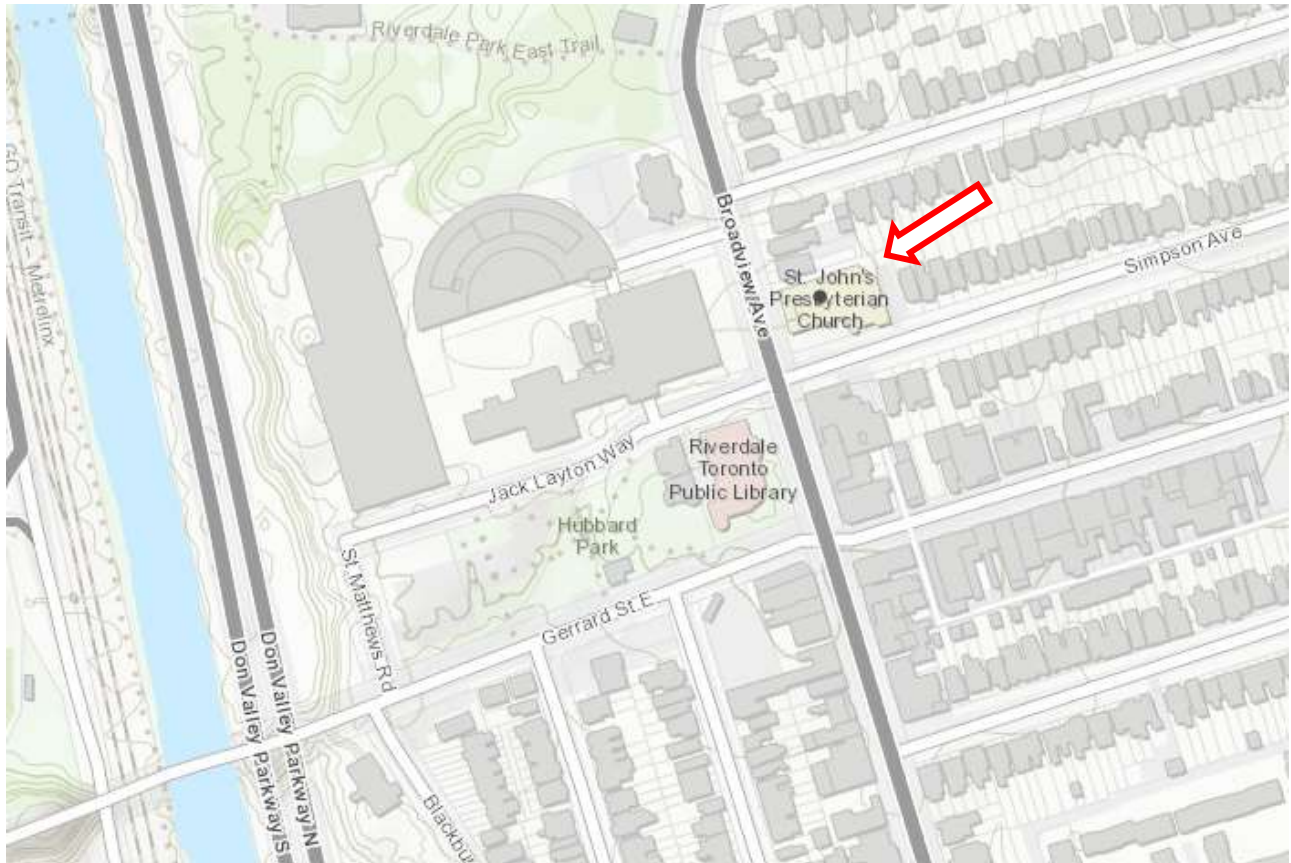 Riverdale Park East Trail
GO Transit - Metrolinx
Broadview Ave
St. John's
Presbyterian
Church
Simpson Ave
Riverdale
Toronto
Public Library
Jack Layton Way
Hubbard
Park
St Matthews Rd
Gerrard St E
Don Valley Parkway N
Don Valley Parkway S